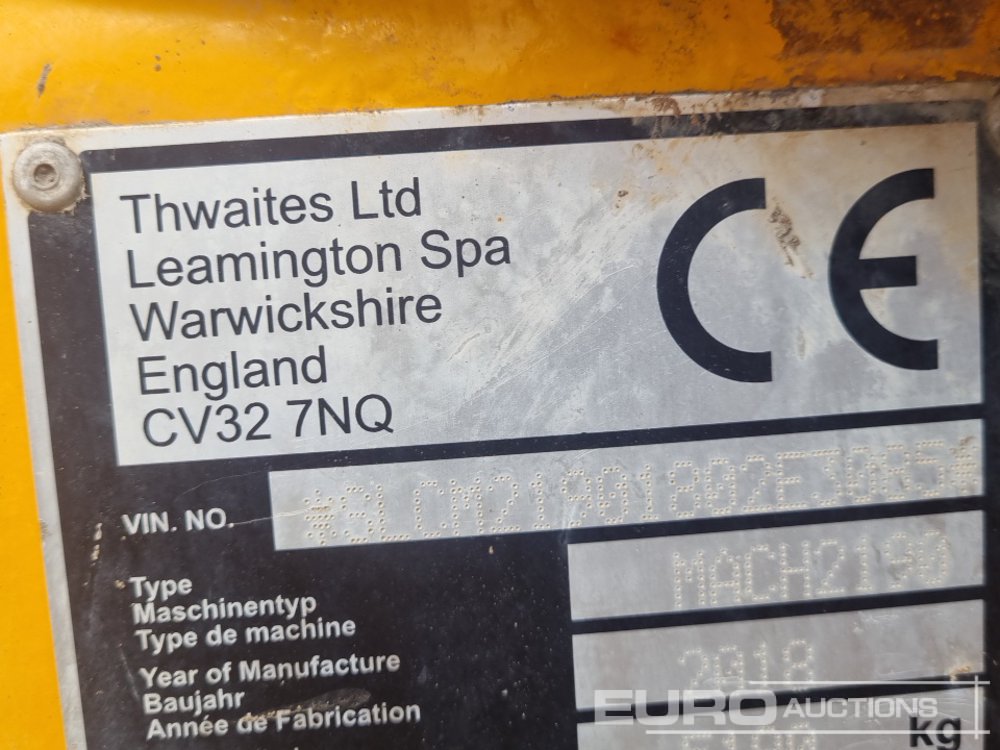 Thwaites Ltd
Leamington Spa
Warwickshire
England
CV32 7NQ
CE
VIN. NO.
*SLCM21901802E3085*
Type
Maschinentyp
Type de machine
MACH2190
Year of Manufacture
Baujahr
Année de Fabrication
2018
kg
EURO AUCTIONS